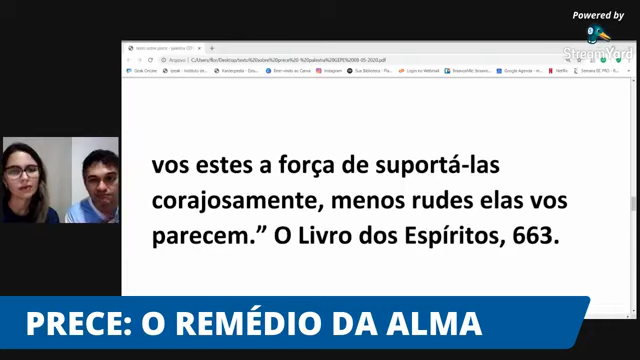 Powered by
StreamYard
vos estes a força de suportá-las
corajosamente, menos rudes elas vos
parecem.” O Livro dos Espíritos, 663.
PRECE: O REMÉDIO DA ALMA